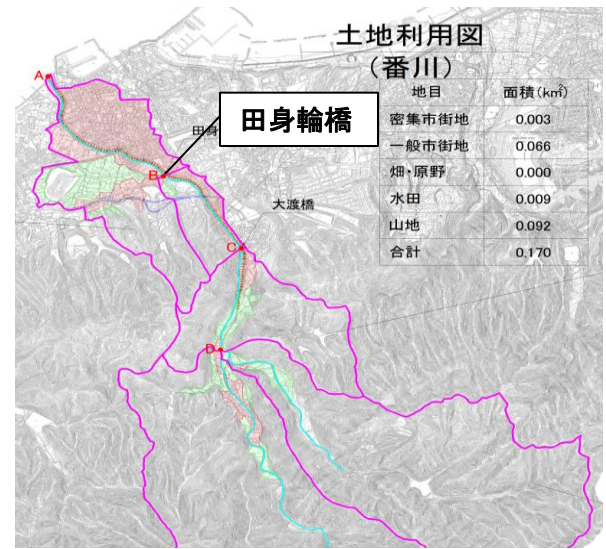 土地利用図
(番川)
A
地目 面積(km²)
密集市街地 0.003
一般市街地 0.066
畑・原野 0.000
水田 0.009
山地 0.092
合計 0.170
田身輪橋
田身
B
大渡橋
C
D